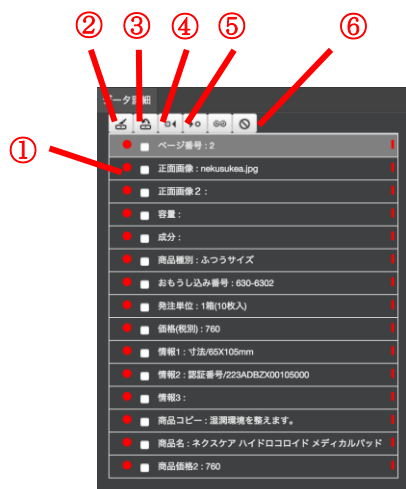 ② ③ ④ ⑤ ⑥
①
データ詳細
ページ番号 : 2
正面画像 : nekusukea.jpg
正面画像２ :
容量 :
成分 :
商品種別 : ふつうサイズ
おもうし込み番号 : 630-6302
発注単位 : 1箱(10枚入)
価格(税別) : 760
情報1 : 寸法/65X105mm
情報2 : 認証番号/223ADBZX00105000
情報3 :
商品コピー : 湿潤環境を整えます。
商品名 : ネクスケア ハイドロコロイド メディカルパッド
商品価格2 : 760